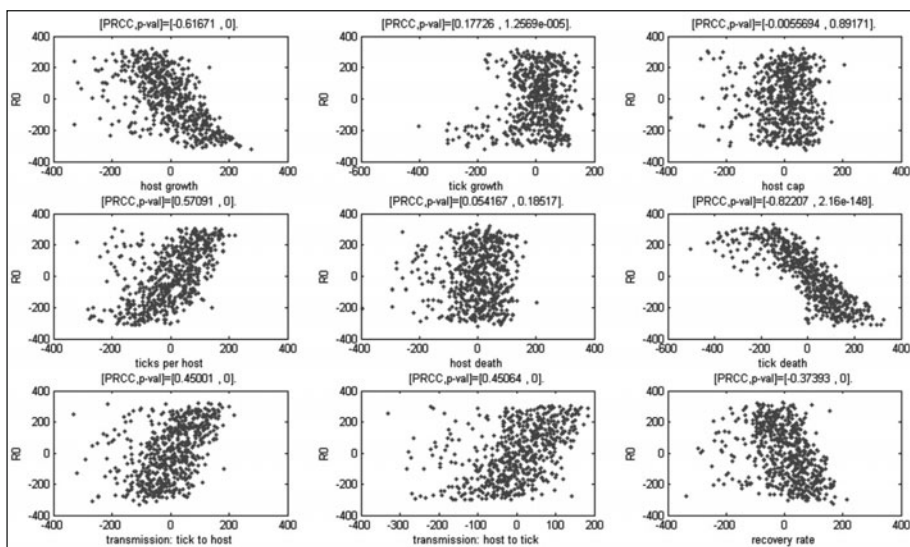 [PRCC,p-val]=[-0.61671 , 0].
[PRCC,p-val]=[0.17726 , 1.2569e-005].
[PRCC,p-val]=[-0.0055694 , 0.89171].
400
200
0
-200
-400
R0
-400 -200 0 200 400
host growth
400
200
0
-200
-400
R0
-600 -400 -200 0 200
tick growth
400
200
0
-200
-400
R0
-400 -200 0 200 400
host cap
[PRCC,p-val]=[0.57091 , 0].
[PRCC,p-val]=[0.054167 , 0.18517].
[PRCC,p-val]=[-0.82207 , 2.16e-148].
400
200
0
-200
-400
R0
-400 -200 0 200 400
ticks per host
400
200
0
-200
-400
R0
-400 -200 0 200 400
host death
400
200
0
-200
-400
R0
-600 -400 -200 0 200 400
tick death
[PRCC,p-val]=[0.45001 , 0].
[PRCC,p-val]=[0.45064 , 0].
[PRCC,p-val]=[-0.37393 , 0].
400
200
0
-200
-400
R0
-400 -200 0 200 400
transmission: tick to host
400
200
0
-200
-400
R0
-400 -300 -200 -100 0 100 200
transmission: host to tick
400
200
0
-200
-400
R0
-400 -200 0 200 400
recovery rate